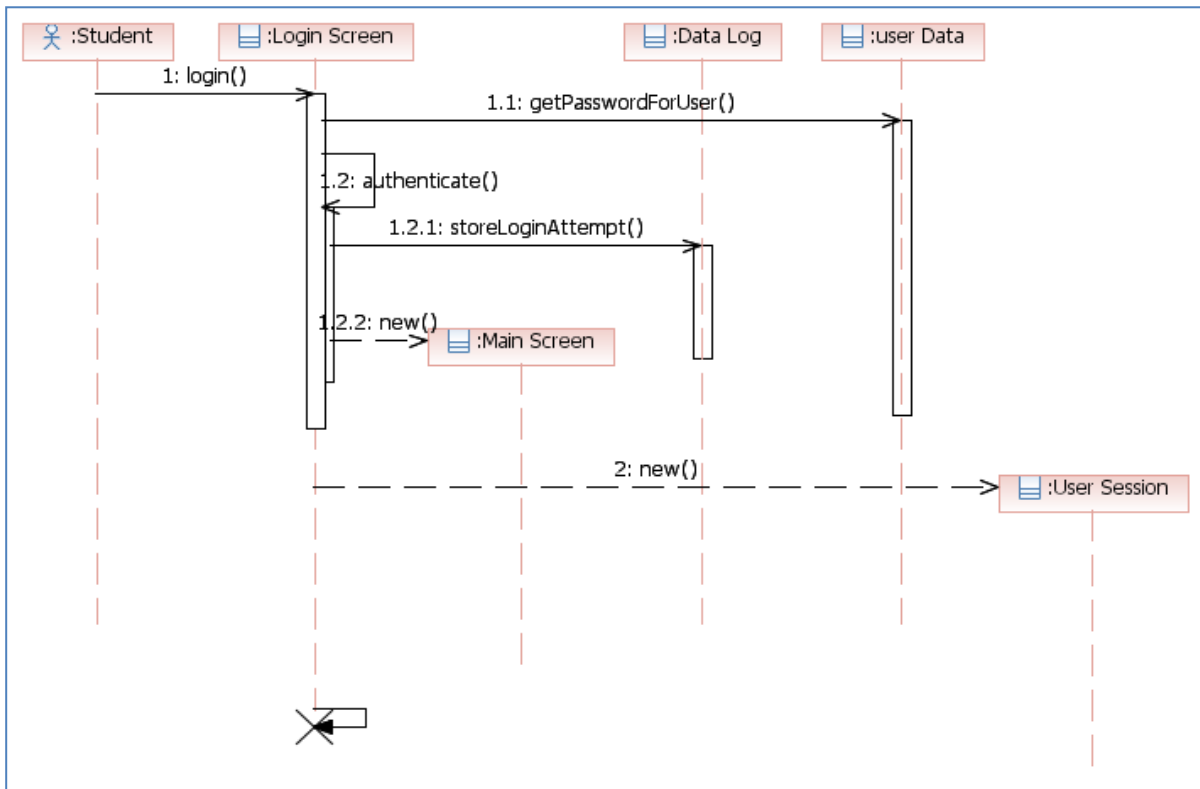 :Student
:Login Screen
:Data Log
:user Data
1: login()
1.1: getPasswordForUser()
1.2: authenticate()
1.2.1: storeLoginAttempt()
1.2.2: new()
:Main Screen
2: new()
:User Session